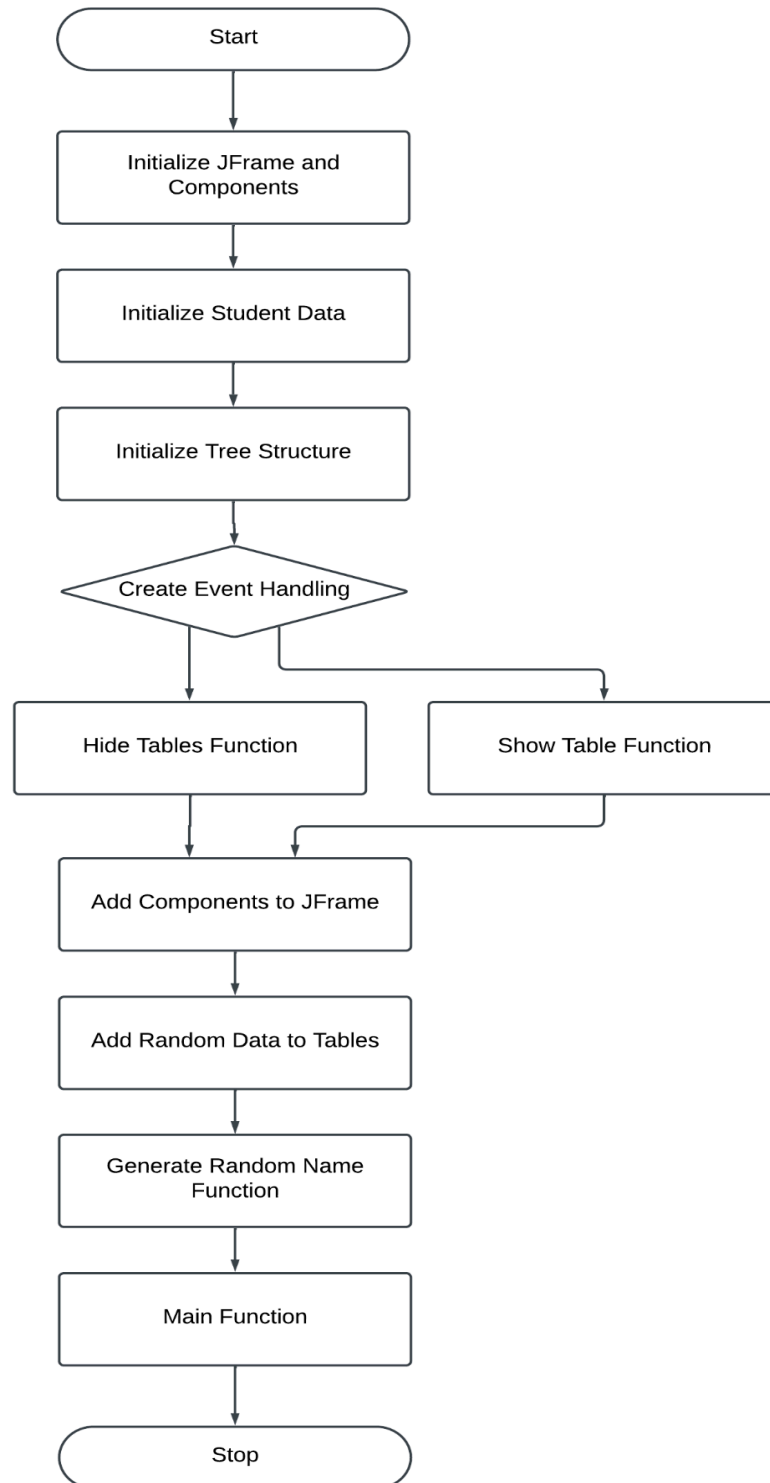 Start
Initialize JFrame and
Components
Initialize Student Data
Initialize Tree Structure
Create Event Handling
Hide Tables Function
Show Table Function
Add Components to JFrame
Add Random Data to Tables
Generate Random Name
Function
Main Function
Stop